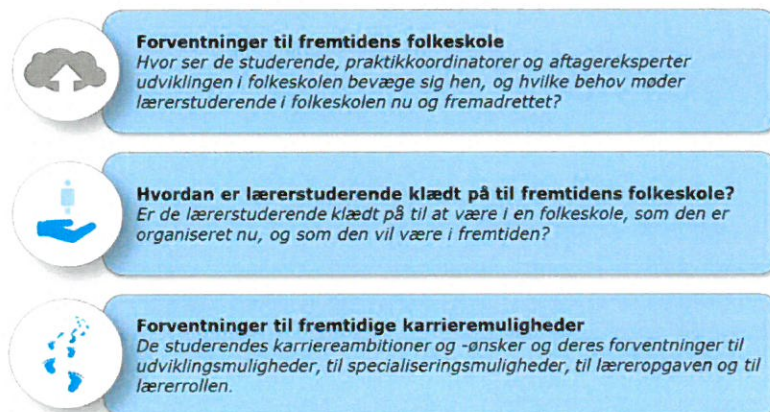 Forventninger til fremtidens folkeskole
Hvor ser de studerende, praktikkoordinatorer og aftagereksperter
udviklingen i folkeskolen bevæge sig hen, og hvilke behov møder
lærerstuderende i folkeskolen nu og fremadrettet?
Hvordan er lærerstuderende klædt på til fremtidens folkeskole?
Er de lærerstuderende klædt på til at være i en folkeskole, som den er
organiseret nu, og som den vil være i fremtiden?
Forventninger til fremtidige karrieremuligheder
De studerendes karriereambitioner og -ønsker og deres forventninger til
udviklingsmuligheder, til specialiseringsmuligheder, til læreropgaven og til
lærerrollen.